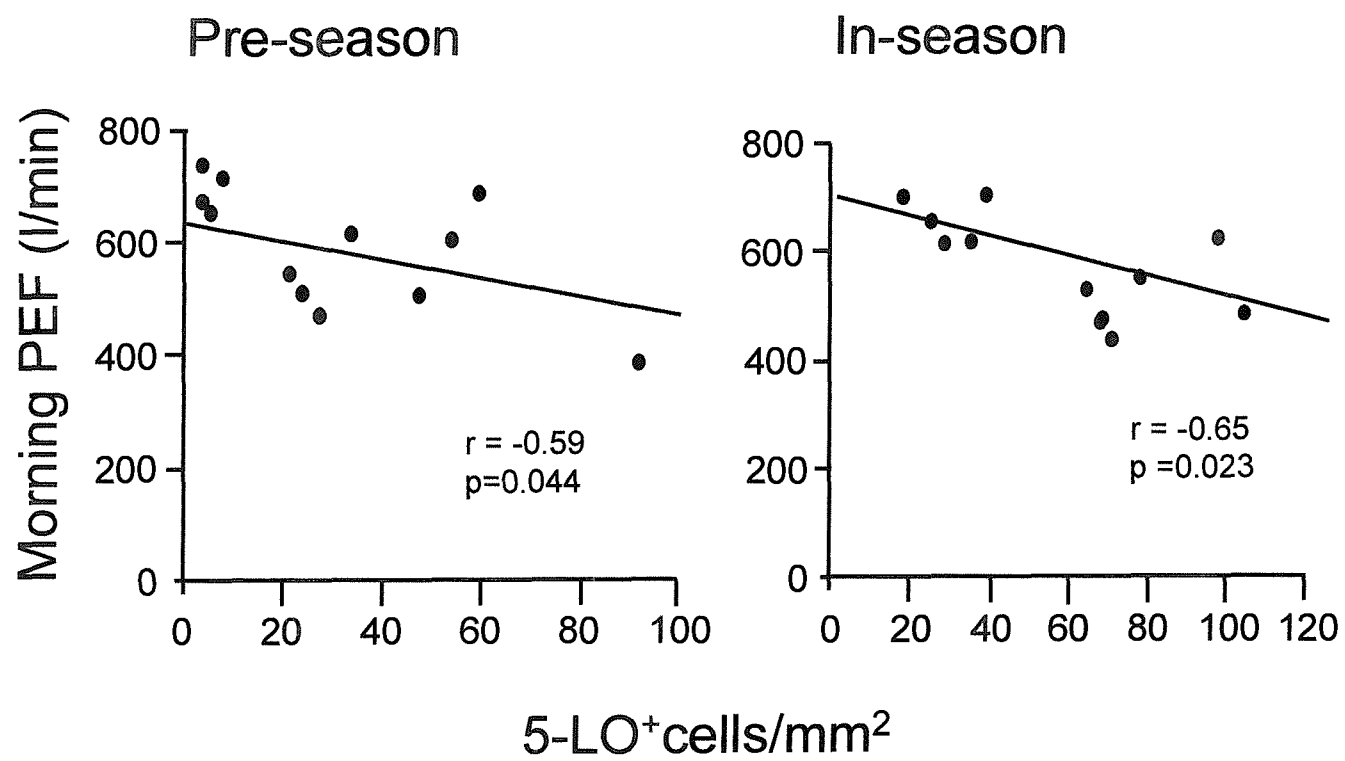 Pre-season
In-season
Morning PEF (l/min)
800
600
400
200
0
0 20 40 60 80 100
r = -0.59
p=0.044
800
600
400
200
0
0 20 40 60 80 100 120
r = -0.65
p =0.023
5-LO⁺cells/mm²